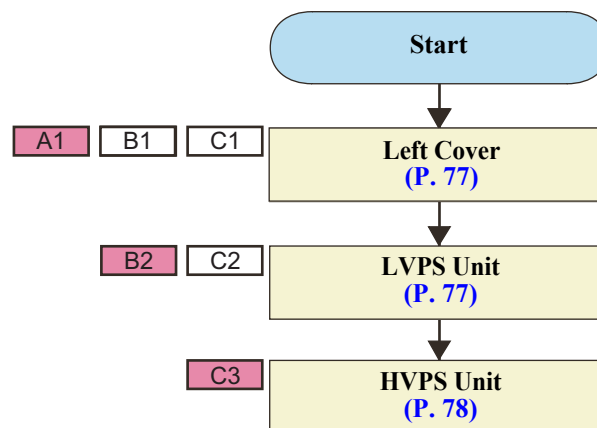 Start
A1 B1 C1 Left Cover
(P. 77)
B2 C2 LVPS Unit
(P. 77)
C3 HVPS Unit
(P. 78)